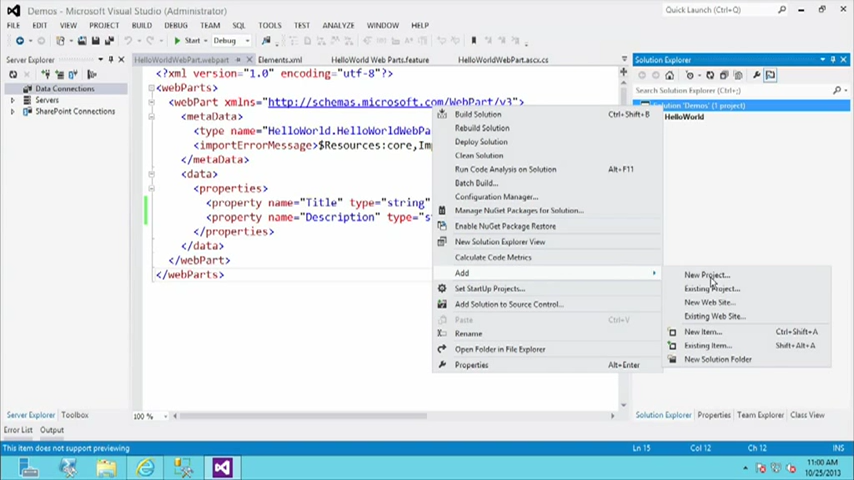 Demos - Microsoft Visual Studio (Administrator)
Quick Launch (Ctrl+Q)
FILE EDIT VIEW PROJECT BUILD DEBUG TEAM SQL TOOLS TEST ANALYZE WINDOW HELP
Start Debug
Server Explorer
HelloWorldWebPart.webpart Elements.xml HelloWorld Web Parts.feature HelloWorldWebPart.ascx.cs
Solution Explorer
<?xml version="1.0" encoding="utf-8"?>
<webParts>
<webPart xmlns="http://schemas.microsoft.com/WebPart/v3">
<metaData>
<type name="HelloWorld.HelloWorldWebPa
<importErrorMessage>$Resources:core,Im
</metaData>
<data>
<properties>
<property name="Title" type="string"
<property name="Description" type="st
</properties>
</data>
</webPart>
</webParts>
Data Connections
Servers
SharePoint Connections
Search Solution Explorer (Ctrl+;)
Solution 'Demos' (1 project)
HelloWorld
Build Solution Ctrl+Shift+B
Rebuild Solution
Deploy Solution
Clean Solution
Run Code Analysis on Solution Alt+F11
Batch Build...
Configuration Manager...
Manage NuGet Packages for Solution...
Enable NuGet Package Restore
New Solution Explorer View
Calculate Code Metrics
Add
Set StartUp Projects...
Add Solution to Source Control...
Paste Ctrl+V
Rename
Open Folder in File Explorer
Properties Alt+Enter
New Project...
Existing Project...
New Web Site...
Existing Web Site...
New Item... Ctrl+Shift+A
Existing Item... Shift+Alt+A
New Solution Folder
Server Explorer Toolbox
100 %
Solution Explorer Properties Team Explorer Class View
Error List Output
This item does not support previewing
Ln 15 Col 12 Ch 12 INS
11:00 AM
10/25/2013